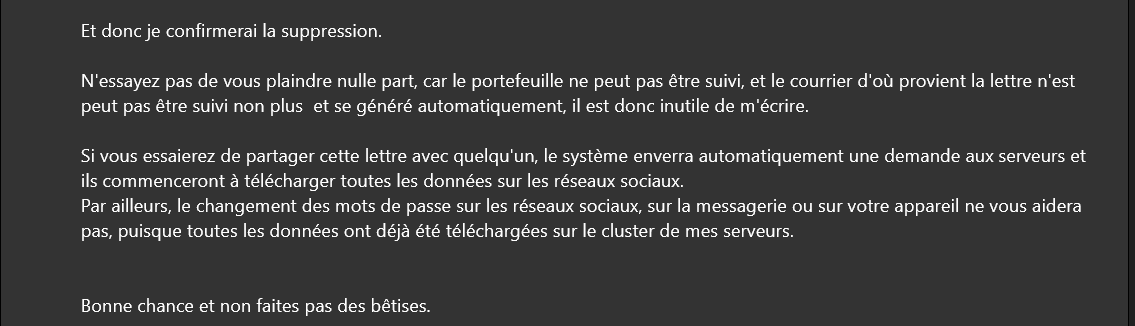 Et donc je confirmerai la suppression.
N'essayez pas de vous plaindre nulle part, car le portefeuille ne peut pas être suivi, et le courrier d'où provient la lettre n'est
peut pas être suivi non plus  et se généré automatiquement, il est donc inutile de m'écrire.
Si vous essaierez de partager cette lettre avec quelqu'un, le système enverra automatiquement une demande aux serveurs et
ils commenceront à télécharger toutes les données sur les réseaux sociaux.
Par ailleurs, le changement des mots de passe sur les réseaux sociaux, sur la messagerie ou sur votre appareil ne vous aidera
pas, puisque toutes les données ont déjà été téléchargées sur le cluster de mes serveurs.
Bonne chance et non faites pas des bêtises.